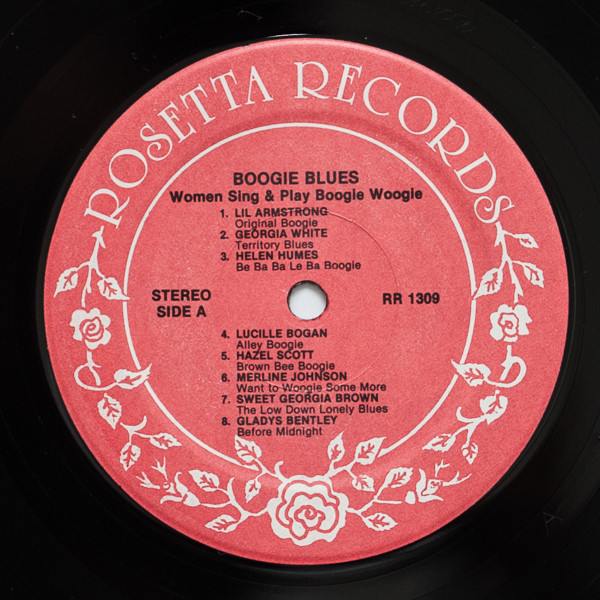 ROSETTA RECORDS
BOOGIE BLUES
Women Sing & Play Boogie Woogie
1. LIL ARMSTRONG
Original Boogie
2. GEORGIA WHITE
Territory Blues
3. HELEN HUMES
Be Ba Ba Le Ba Boogie
STEREO
SIDE A
RR 1309
4. LUCILLE BOGAN
Alley Boogie
5. HAZEL SCOTT
Brown Bee Boogie
6. MERLINE JOHNSON
Want to Woogie Some More
7. SWEET GEORGIA BROWN
The Low Down Lonely Blues
8. GLADYS BENTLEY
Before Midnight